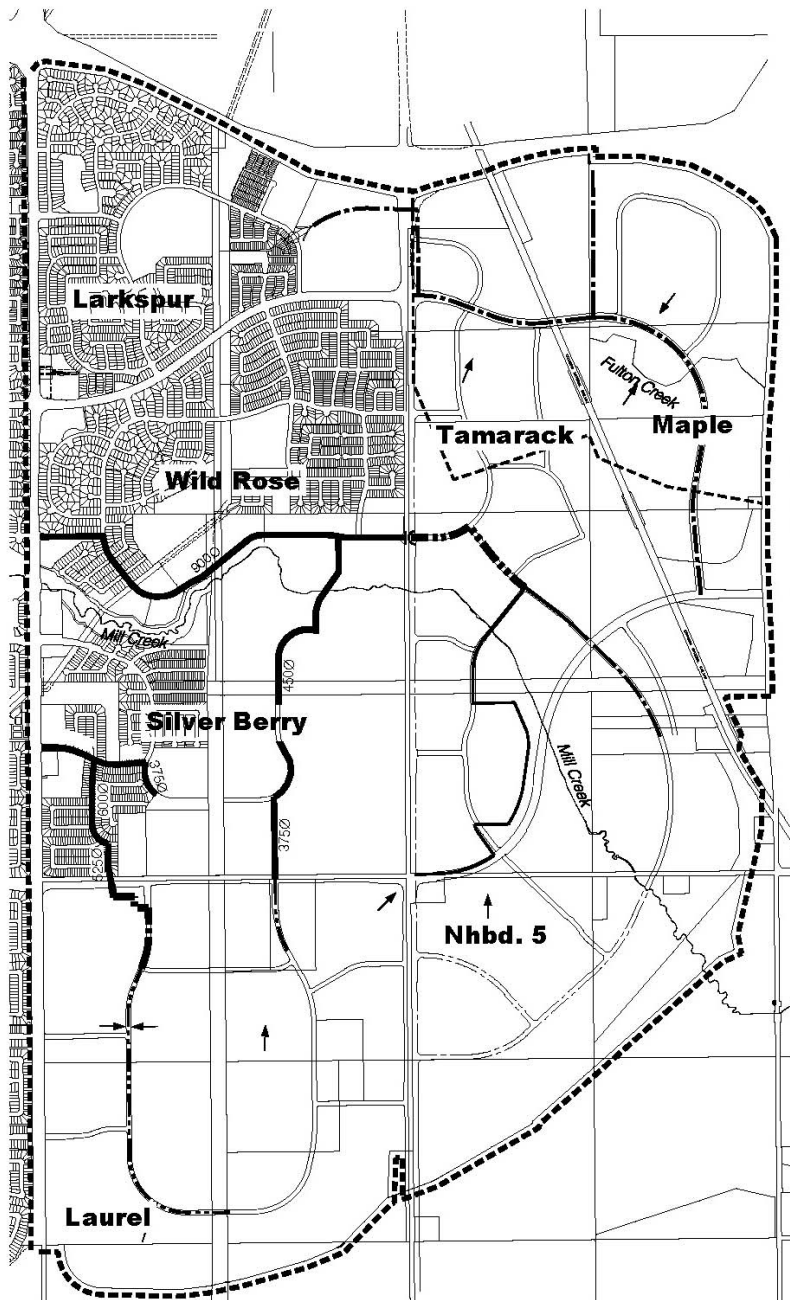 Larkspur
Fulton Creek
Maple
Tamarack
Wild Rose
900Ø
Mill Creek
450Ø
Silver Berry
375Ø
600Ø
Mill Creek
375Ø
525Ø
Nhbd. 5
Laurel